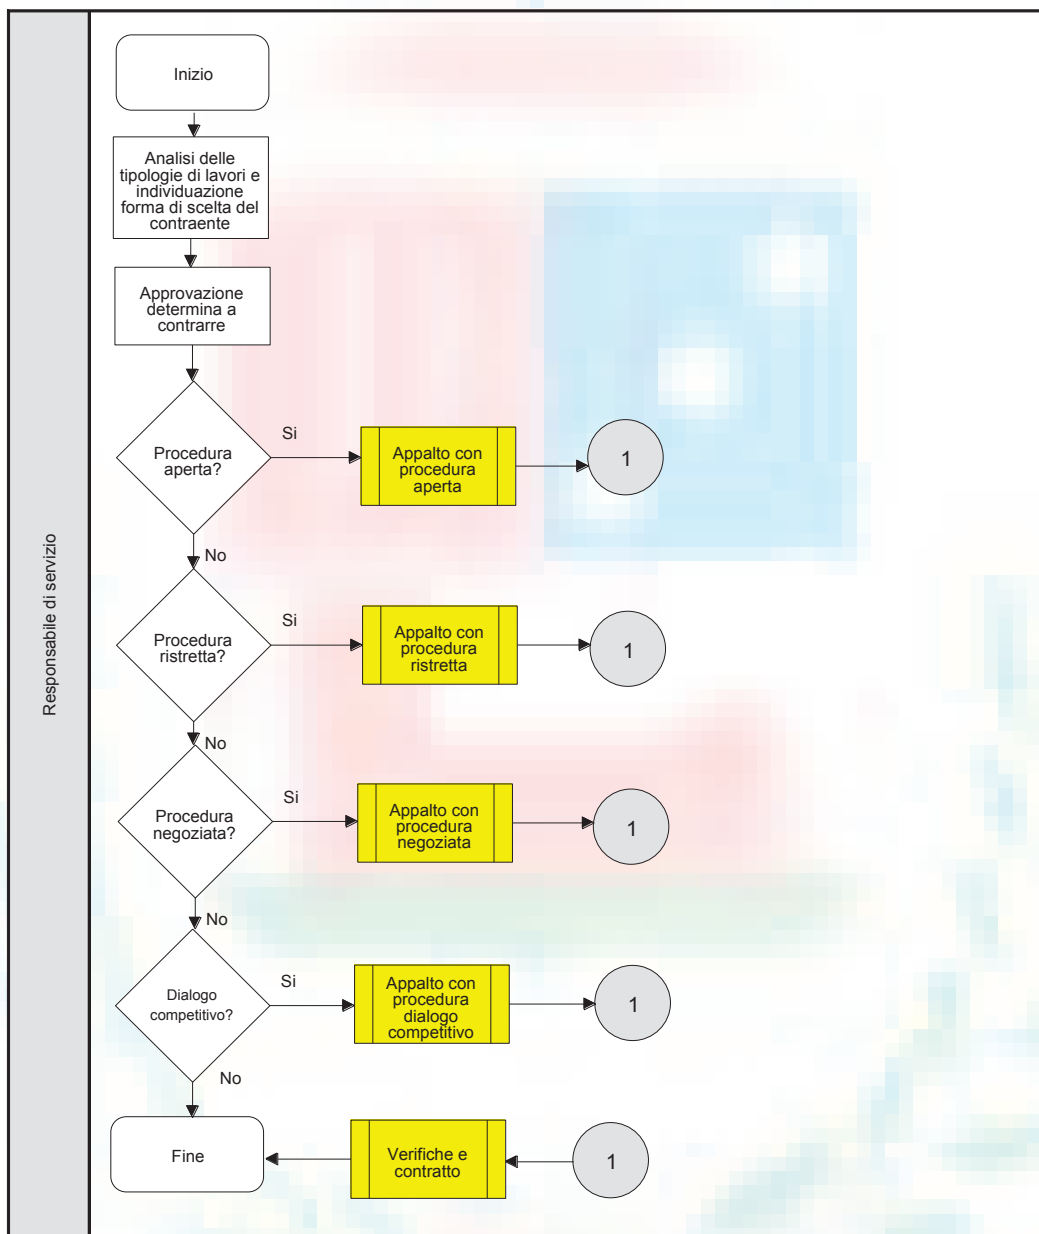 Responsabile di servizio
Inizio
Analisi delle
tipologie di lavori e
individuazione
forma di scelta del
contraente
Approvazione
determina a
contrarre
Procedura
aperta?
Si
Appalto con
procedura
aperta
1
No
Procedura
ristretta?
Si
Appalto con
procedura
ristretta
1
No
Procedura
negoziata?
Si
Appalto con
procedura
negoziata
1
No
Dialogo
competitivo?
Si
Appalto con
procedura
dialogo
competitivo
1
No
Fine
Verifiche e
contratto
1